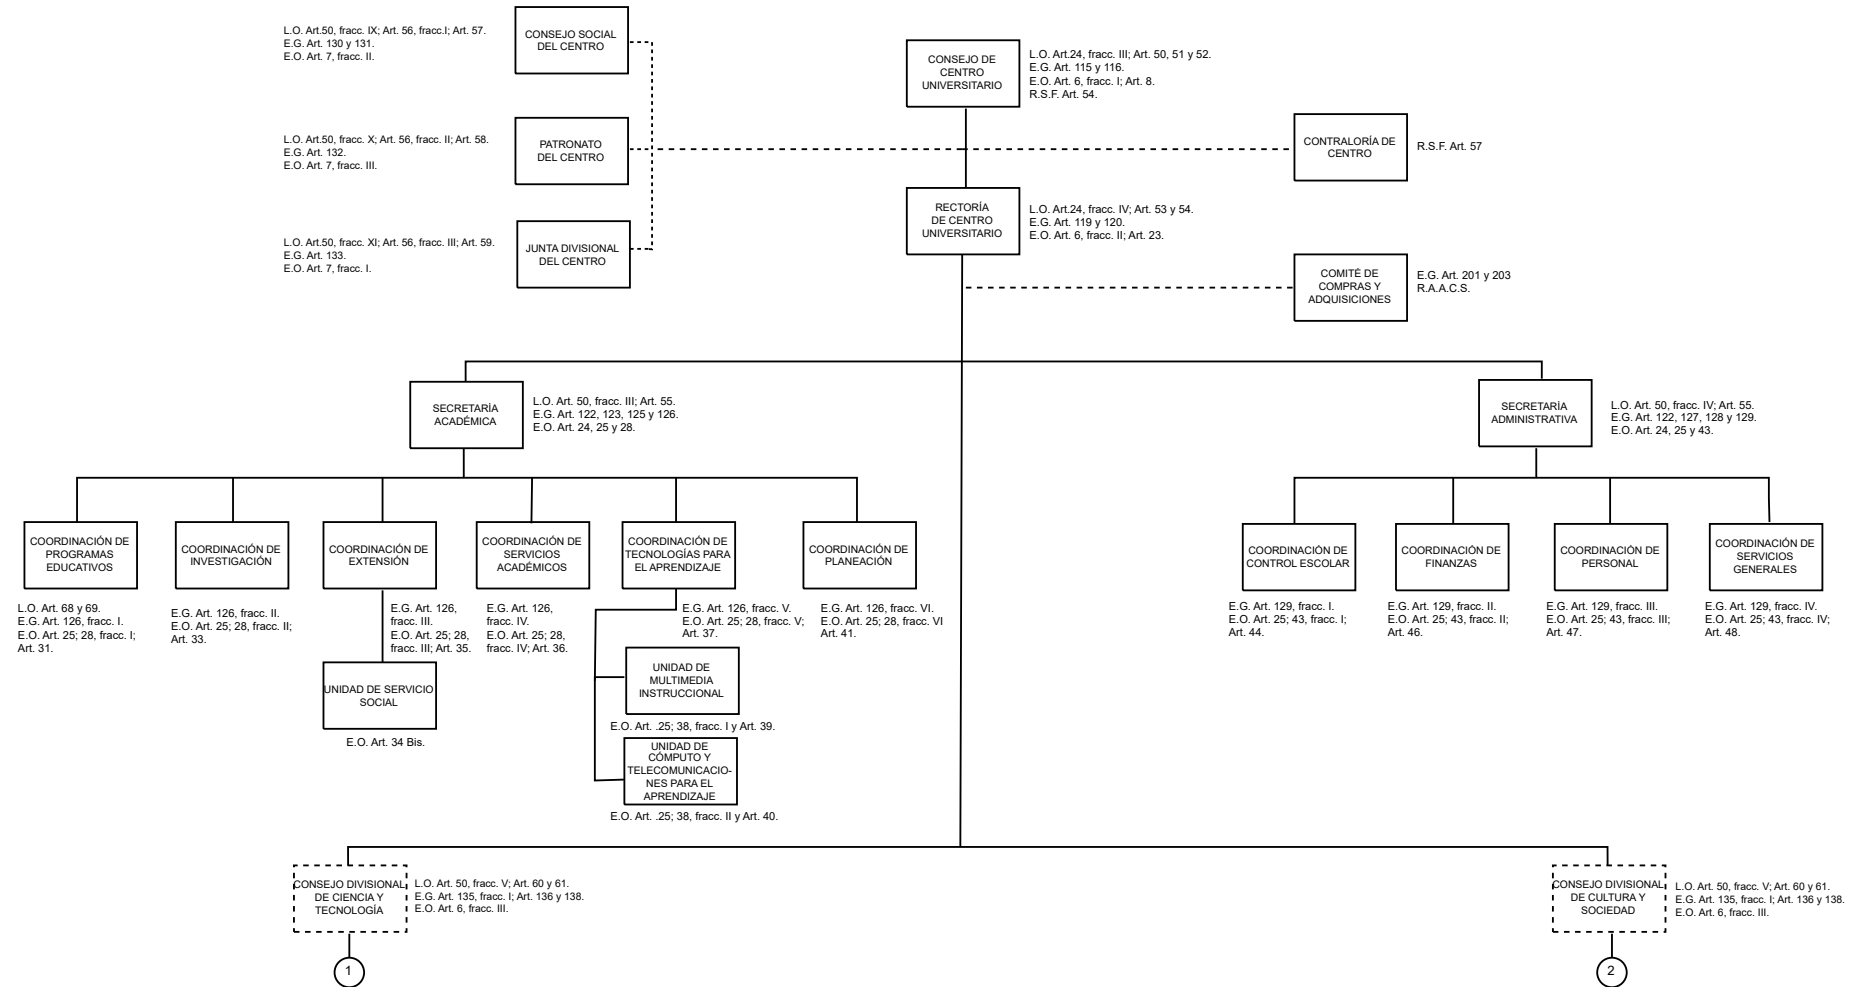 L.O. Art.50, fracc. IX; Art. 56, fracc.I; Art. 57.
E.G. Art. 130 y 131.
E.O. Art. 7, fracc. II.
CONSEJO SOCIAL
DEL CENTRO
CONSEJO DE
CENTRO
UNIVERSITARIO
L.O. Art.24, fracc. III; Art. 50, 51 y 52.
E.G. Art. 115 y 116.
E.O. Art. 6, fracc. I; Art. 8.
R.S.F. Art. 54.
L.O. Art.50, fracc. X; Art. 56, fracc. II; Art. 58.
E.G. Art. 132.
E.O. Art. 7, fracc. III.
PATRONATO
DEL CENTRO
CONTRALORÍA DE
CENTRO
R.S.F. Art. 57
L.O. Art.50, fracc. XI; Art. 56, fracc. III; Art. 59.
E.G. Art. 133.
E.O. Art. 7, fracc. I.
JUNTA DIVISIONAL
DEL CENTRO
RECTORÍA
DE CENTRO
UNIVERSITARIO
L.O. Art.24, fracc. IV; Art. 53 y 54.
E.G. Art. 119 y 120.
E.O. Art. 6, fracc. II; Art. 23.
COMITÉ DE
COMPRAS Y
ADQUISICIONES
E.G. Art. 201 y 203
R.A.A.C.S.
SECRETARÍA
ACADÉMICA
L.O. Art. 50, fracc. III; Art. 55.
E.G. Art. 122, 123, 125 y 126.
E.O. Art. 24, 25 y 28.
SECRETARÍA
ADMINISTRATIVA
L.O. Art. 50, fracc. IV; Art. 55.
E.G. Art. 122, 127, 128 y 129.
E.O. Art. 24, 25 y 43.
COORDINACIÓN DE
PROGRAMAS
EDUCATIVOS
COORDINACIÓN DE
INVESTIGACIÓN
COORDINACIÓN DE
EXTENSIÓN
COORDINACIÓN DE
SERVICIOS
ACADÉMICOS
COORDINACIÓN DE
TECNOLOGÍAS PARA
EL APRENDIZAJE
COORDINACIÓN DE
PLANEACIÓN
COORDINACIÓN DE
CONTROL ESCOLAR
COORDINACIÓN DE
FINANZAS
COORDINACIÓN DE
PERSONAL
COORDINACIÓN DE
SERVICIOS
GENERALES
L.O. Art. 68 y 69.
E.G. Art. 126, fracc. I.
E.O. Art. 25; 28, fracc. I;
Art. 31.
E.G. Art. 126, fracc. II.
E.O. Art. 25; 28, fracc. II;
Art. 33.
E.G. Art. 126,
fracc. III.
E.O. Art. 25; 28,
fracc. III; Art. 35.
E.G. Art. 126,
fracc. IV.
E.O. Art. 25; 28,
fracc. IV; Art. 36.
E.G. Art. 126, fracc. V.
E.O. Art. 25; 28, fracc. V;
Art. 37.
E.G. Art. 126, fracc. VI.
E.O. Art. 25; 28, fracc. VI
Art. 41.
E.G. Art. 129, fracc. I.
E.O. Art. 25; 43, fracc. I;
Art. 44.
E.G. Art. 129, fracc. II.
E.O. Art. 25; 43, fracc. II;
Art. 46.
E.G. Art. 129, fracc. III.
E.O. Art. 25; 43, fracc. III;
Art. 47.
E.G. Art. 129, fracc. IV.
E.O. Art. 25; 43, fracc. IV;
Art. 48.
UNIDAD DE SERVICIO
SOCIAL
E.O. Art. 34 Bis.
UNIDAD DE
MULTIMEDIA
INSTRUCCIONAL
E.O. Art. .25; 38, fracc. I y Art. 39.
UNIDAD DE
CÓMPUTO Y
TELECOMUNICACIO-
NES PARA EL
APRENDIZAJE
E.O. Art. .25; 38, fracc. II y Art. 40.
CONSEJO DIVISIONAL
DE CIENCIA Y
TECNOLOGÍA
L.O. Art. 50, fracc. V; Art. 60 y 61.
E.G. Art. 135, fracc. I; Art. 136 y 138.
E.O. Art. 6, fracc. III.
CONSEJO DIVISIONAL
DE CULTURA Y
SOCIEDAD
L.O. Art. 50, fracc. V; Art. 60 y 61.
E.G. Art. 135, fracc. I; Art. 136 y 138.
E.O. Art. 6, fracc. III.
1
2